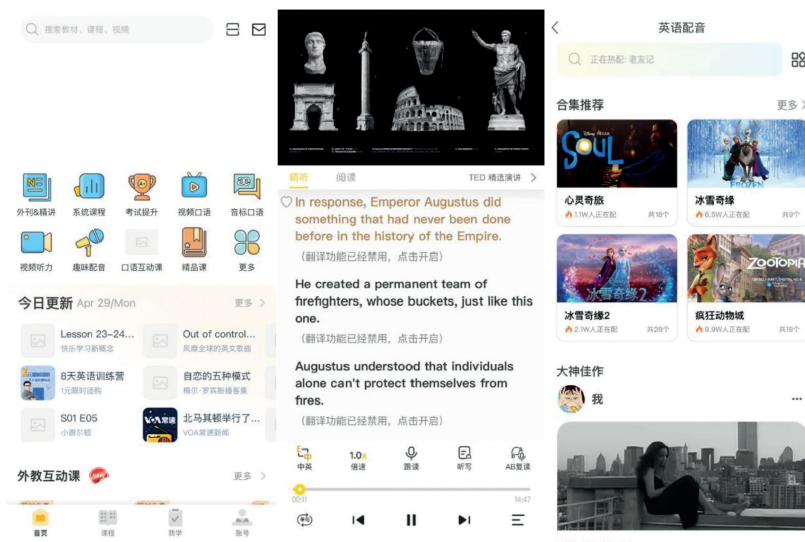 搜索教材、课程、视频
外刊&精讲
系统课程
考试提升
视频口语
音标口语
视频听力
趣味配音
口语互动课
精品课
更多
今日更新 Apr 29/Mon
更多
Lesson 23-24...
快乐学习新概念
Out of control...
风靡全球的英文歌曲
8天英语训练营
1元限时团购
自恋的五种模式
梅尔·罗宾斯播客集
S01 E05
小谢尔顿
VOA常速
北马其顿举行了...
VOA常速新闻
外教互动课
更多
首页
课程
我学
账号
精听
阅读
TED 精选演讲
In response, Emperor Augustus did
something that had never been done
before in the history of the Empire.
(翻译功能已经禁用，点击开启)
He created a permanent team of
firefighters, whose buckets, just like this
one.
(翻译功能已经禁用，点击开启)
Augustus understood that individuals
alone can't protect themselves from
fires.
(翻译功能已经禁用，点击开启)
中英
1.0x
倍速
跟读
听写
AB复读
00:11
14:47
英语配音
正在热配: 老友记
合集推荐
更多
SOUL
心灵奇旅
1.1W人正在配
共18个
FROZEN
冰雪奇缘
6.5W人正在配
共9个
冰雪奇缘2
冰雪奇缘2
2.1W人正在配
共28个
ZOOTOPIA
疯狂动物城
9.9W人正在配
共19个
大神佳作
我